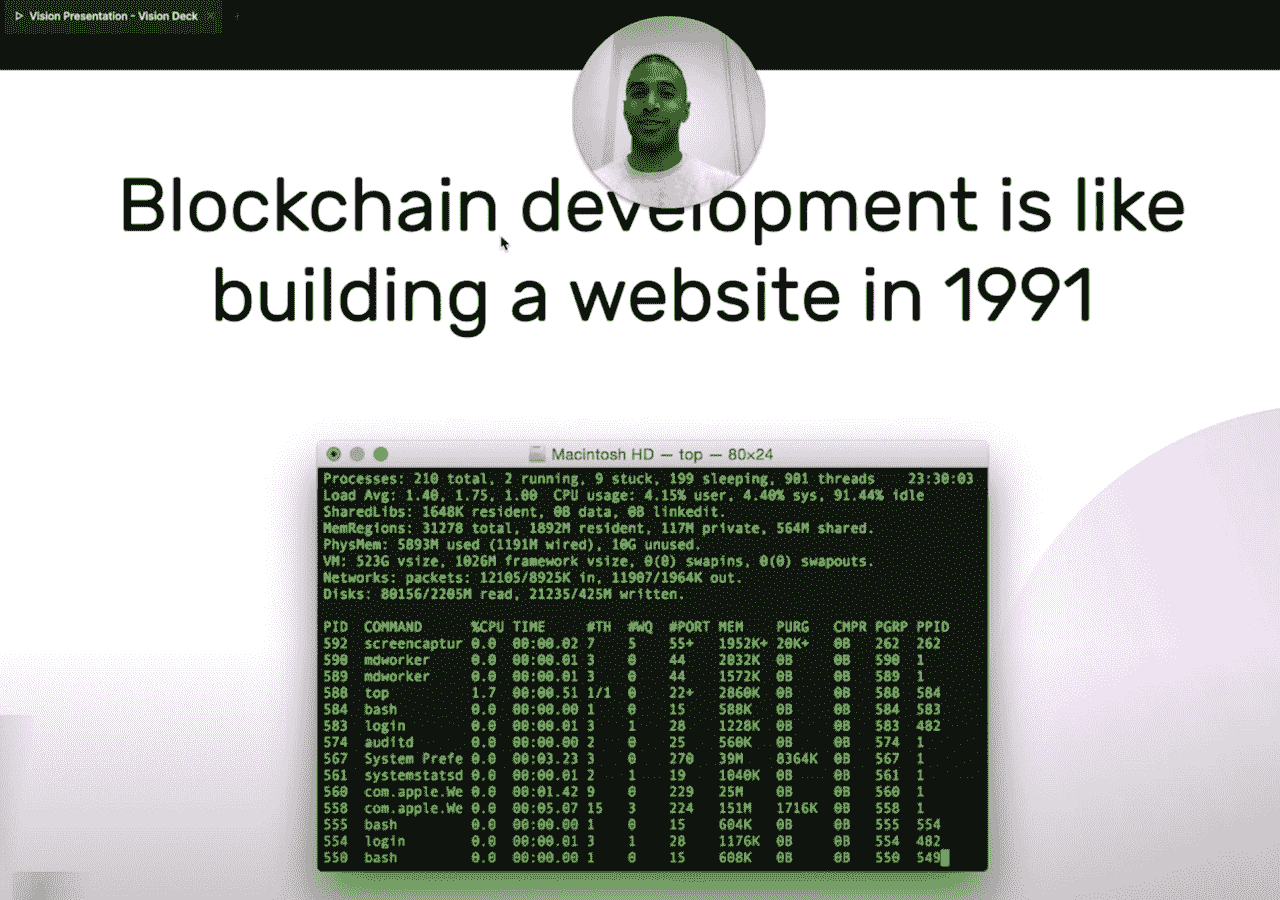 Vision Presentation - Vision Deck
Blockchain development is like
building a website in 1991
Macintosh HD — top — 80×24
Processes: 210 total, 2 running, 9 stuck, 199 sleeping, 901 threads 23:30:03
Load Avg: 1.40, 1.75, 1.00 CPU usage: 4.15% user, 4.40% sys, 91.44% idle
SharedLibs: 1648K resident, 0B data, 0B linkedit.
MemRegions: 31278 total, 1892M resident, 117M private, 564M shared.
PhysMem: 5893M used (1191M wired), 10G unused.
VM: 523G vsize, 1026M framework vsize, 0(0) swapins, 0(0) swapouts.
Networks: packets: 12105/8925K in, 11907/1964K out.
Disks: 80156/2205M read, 21235/425M written.
PID COMMAND %CPU TIME #TH #WQ #PORT MEM PURG CMPR PGRP PPID
592 screencaptur 0.0 00:00.02 7 5 55+ 1952K+ 20K+ 0B 262 262
590 mdworker 0.0 00:00.01 3 0 44 2032K 0B 0B 590 1
589 mdworker 0.0 00:00.01 3 0 44 1572K 0B 0B 589 1
588 top 1.7 00:00.51 1/1 0 22+ 2860K 0B 0B 588 584
584 bash 0.0 00:00.00 1 0 15 588K 0B 0B 584 583
583 login 0.0 00:00.01 3 1 28 1228K 0B 0B 583 482
574 auditd 0.0 00:00.00 2 0 25 560K 0B 0B 574 1
567 System Prefe 0.0 00:03.23 3 0 270 39M 8364K 0B 567 1
561 systemstatsd 0.0 00:00.01 2 1 19 1040K 0B 0B 561 1
560 com.apple.We 0.0 00:01.42 9 0 229 25M 0B 0B 560 1
558 com.apple.We 0.0 00:05.07 15 3 224 151M 1716K 0B 558 1
555 bash 0.0 00:00.00 1 0 15 604K 0B 0B 555 554
554 login 0.0 00:00.01 3 1 28 1176K 0B 0B 554 482
550 bash 0.0 00:00.00 1 0 15 608K 0B 0B 550 549